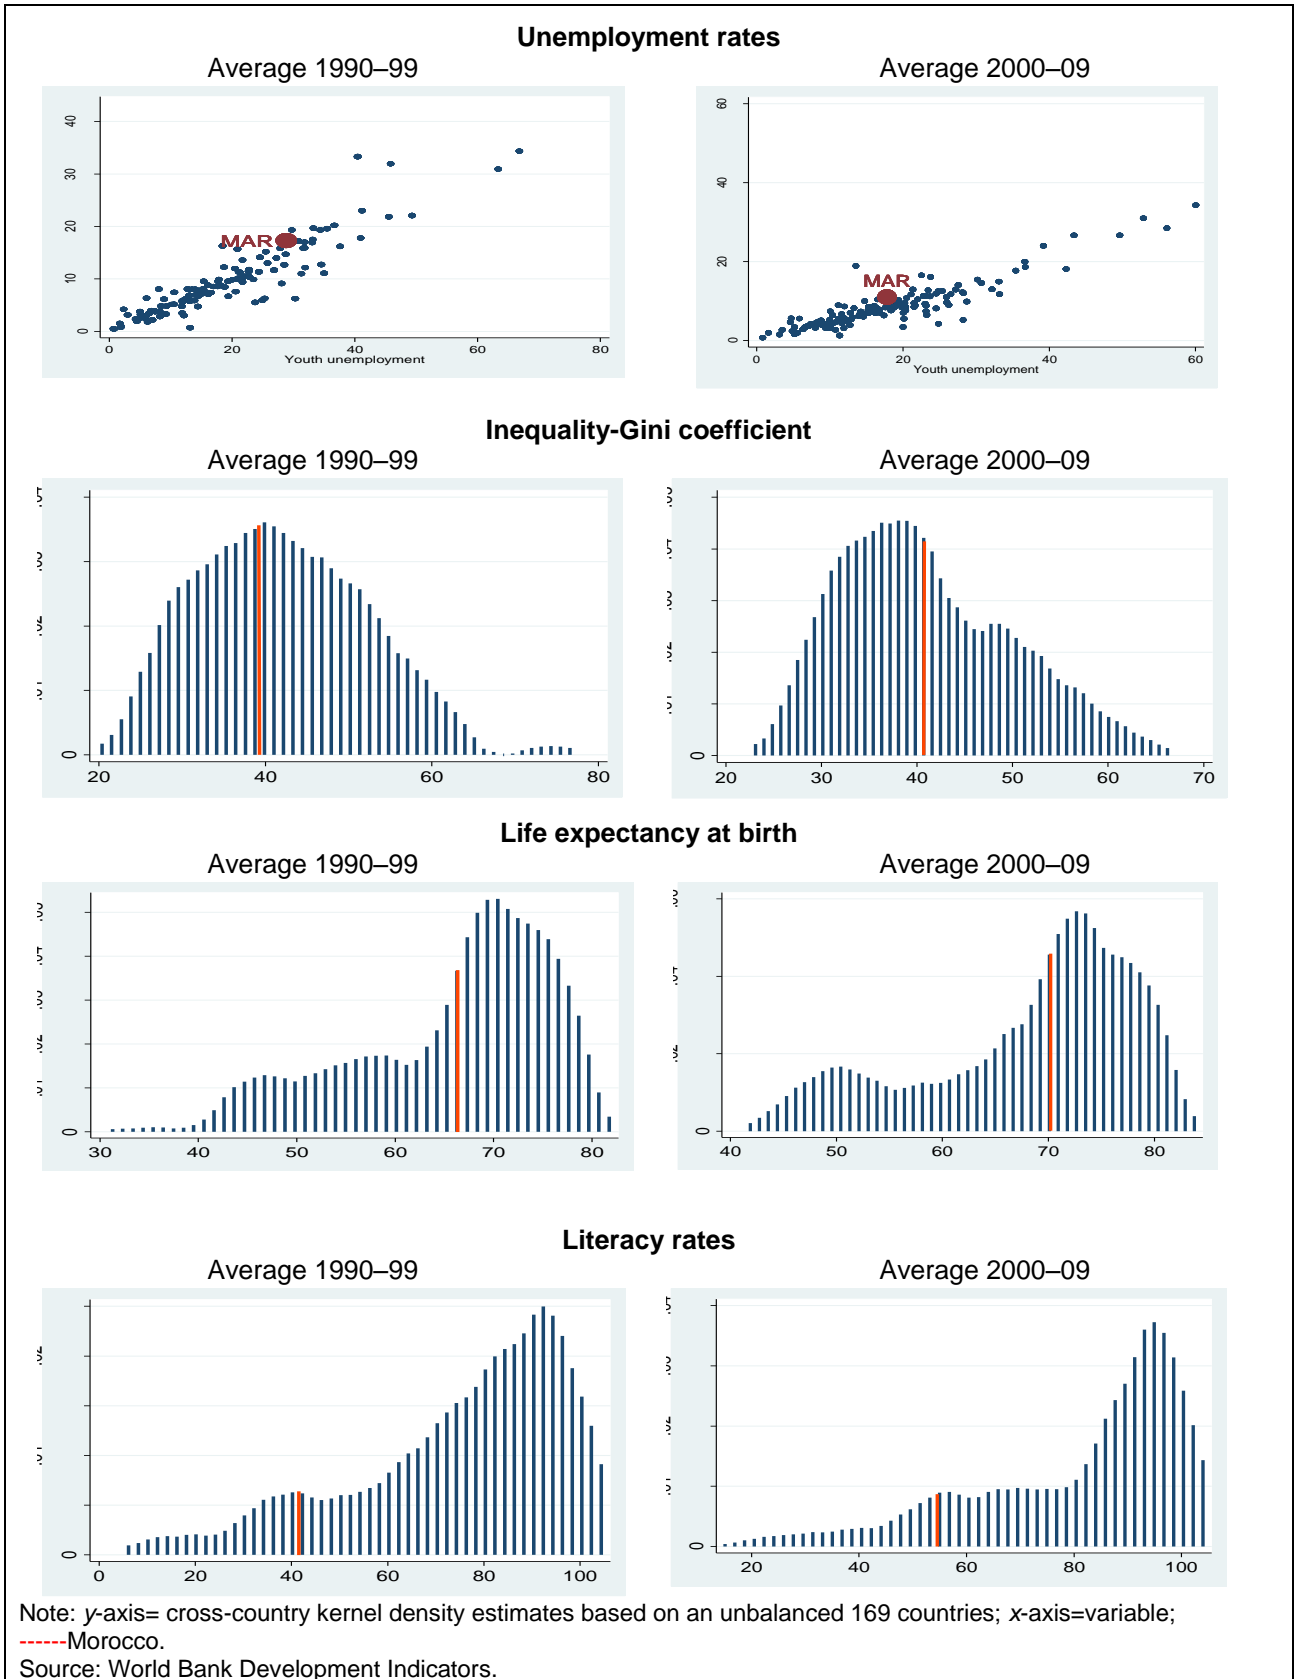 Unemployment rates
Average 1990–99
Average 2000–09
40
30
20
10
0
MAR
0 20 40 60 80
Youth unemployment
60
40
20
0
MAR
0 20 40 60
Youth unemployment
Inequality-Gini coefficient
Average 1990–99
Average 2000–09
0
20 40 60 80
0
20 30 40 50 60 70
Life expectancy at birth
Average 1990–99
Average 2000–09
0
30 40 50 60 70 80
0
40 50 60 70 80
Literacy rates
Average 1990–99
Average 2000–09
0
0 20 40 60 80 100
0
20 40 60 80 100
Note: y-axis= cross-country kernel density estimates based on an unbalanced 169 countries; x-axis=variable;
------Morocco.
Source: World Bank Development Indicators.